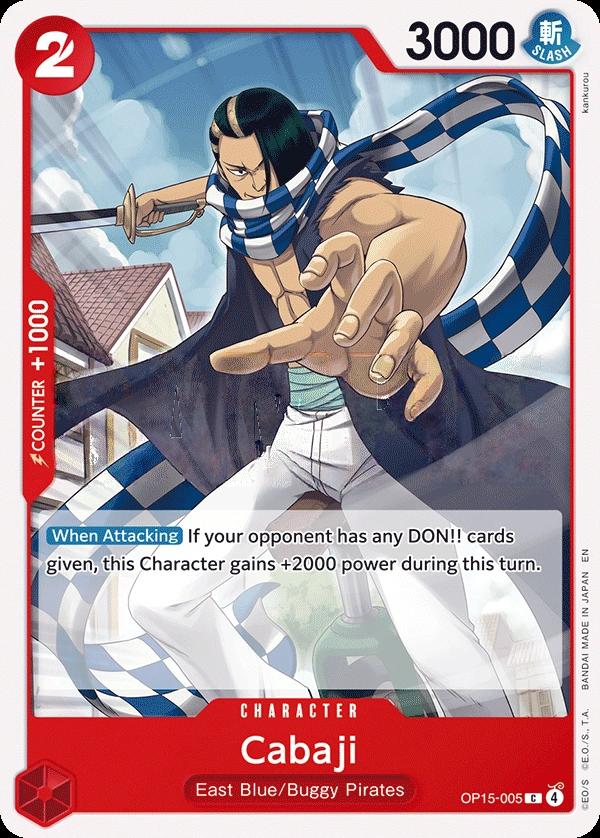 2
3000
斬
SLASH
kankurou
COUNTER +1000
When Attacking If your opponent has any DON!! cards
given, this Character gains +2000 power during this turn.
CHARACTER
Cabaji
East Blue/Buggy Pirates
OP15-005 C 4
©EO/S ©E.O./S., T.A. BANDAI MADE IN JAPAN EN